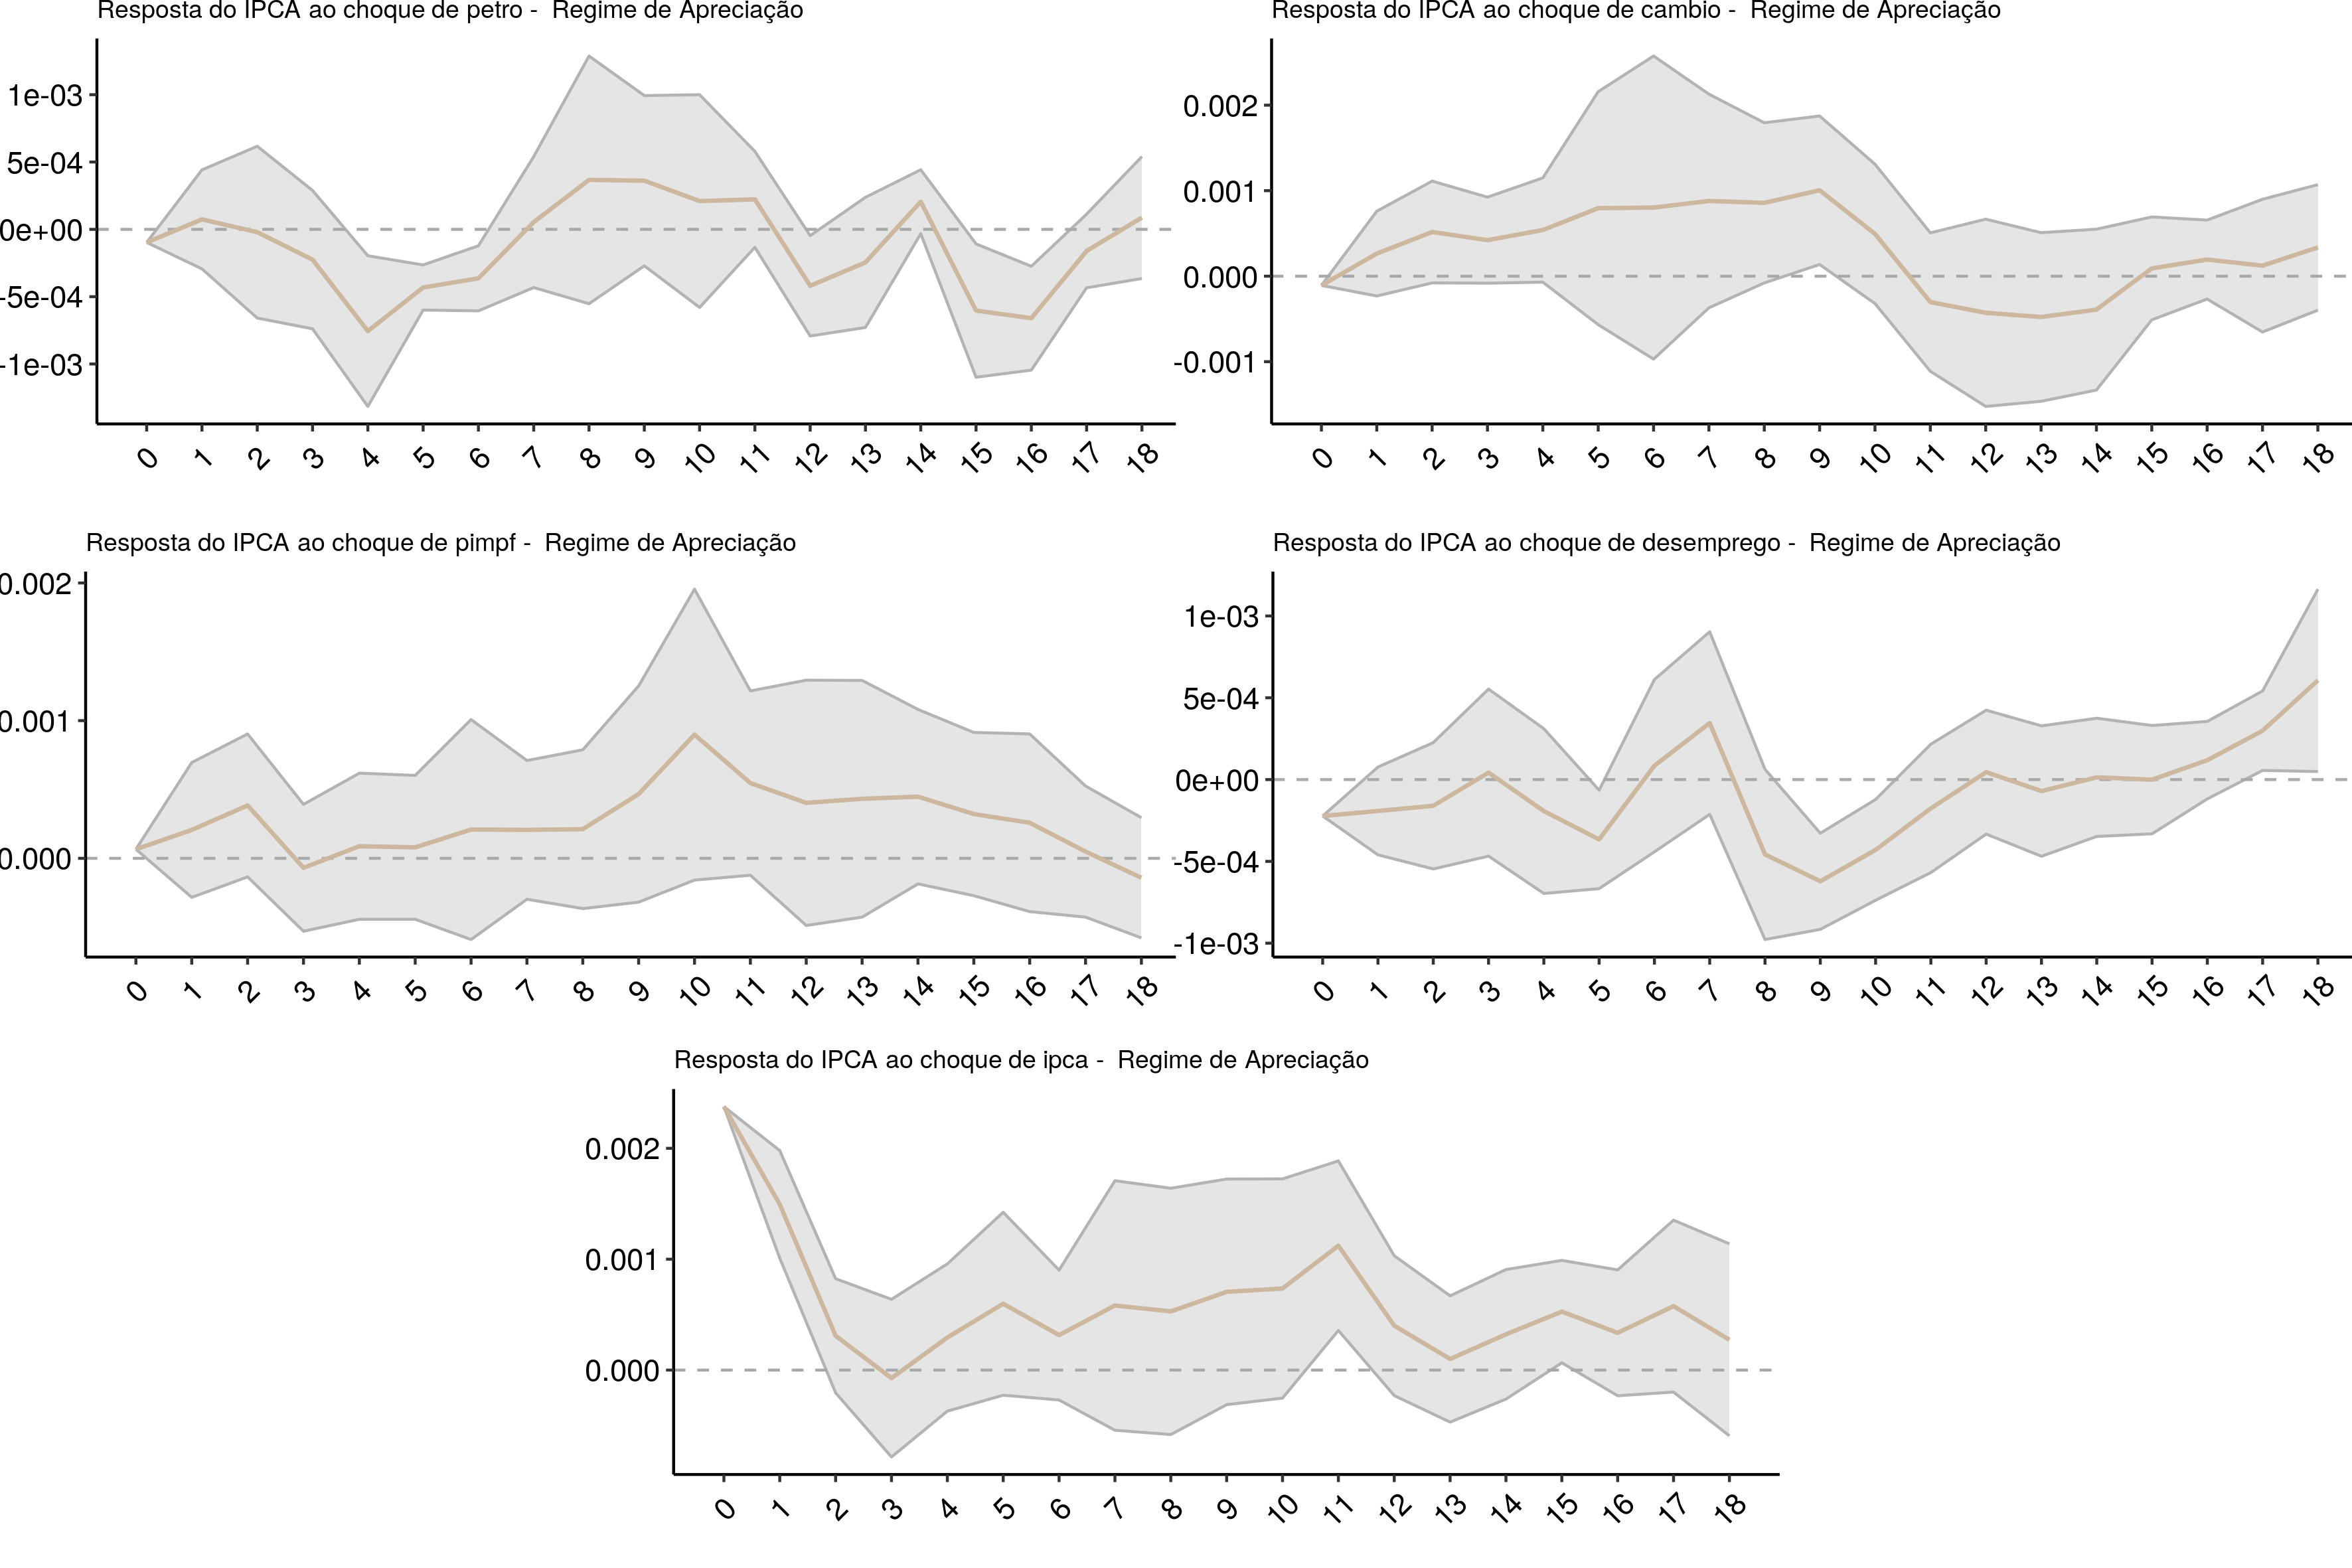 Resposta do IPCA ao choque de petro -  Regime de Apreciação
1e-03
5e-04
0e+00
-5e-04
-1e-03
0 1 2 3 4 5 6 7 8 9 10 11 12 13 14 15 16 17 18
Resposta do IPCA ao choque de cambio -  Regime de Apreciação
0.002
0.001
0.000
-0.001
0 1 2 3 4 5 6 7 8 9 10 11 12 13 14 15 16 17 18
Resposta do IPCA ao choque de pimpf -  Regime de Apreciação
0.002
0.001
0.000
0 1 2 3 4 5 6 7 8 9 10 11 12 13 14 15 16 17 18
Resposta do IPCA ao choque de desemprego -  Regime de Apreciação
1e-03
5e-04
0e+00
-5e-04
-1e-03
0 1 2 3 4 5 6 7 8 9 10 11 12 13 14 15 16 17 18
Resposta do IPCA ao choque de ipca -  Regime de Apreciação
0.002
0.001
0.000
0 1 2 3 4 5 6 7 8 9 10 11 12 13 14 15 16 17 18